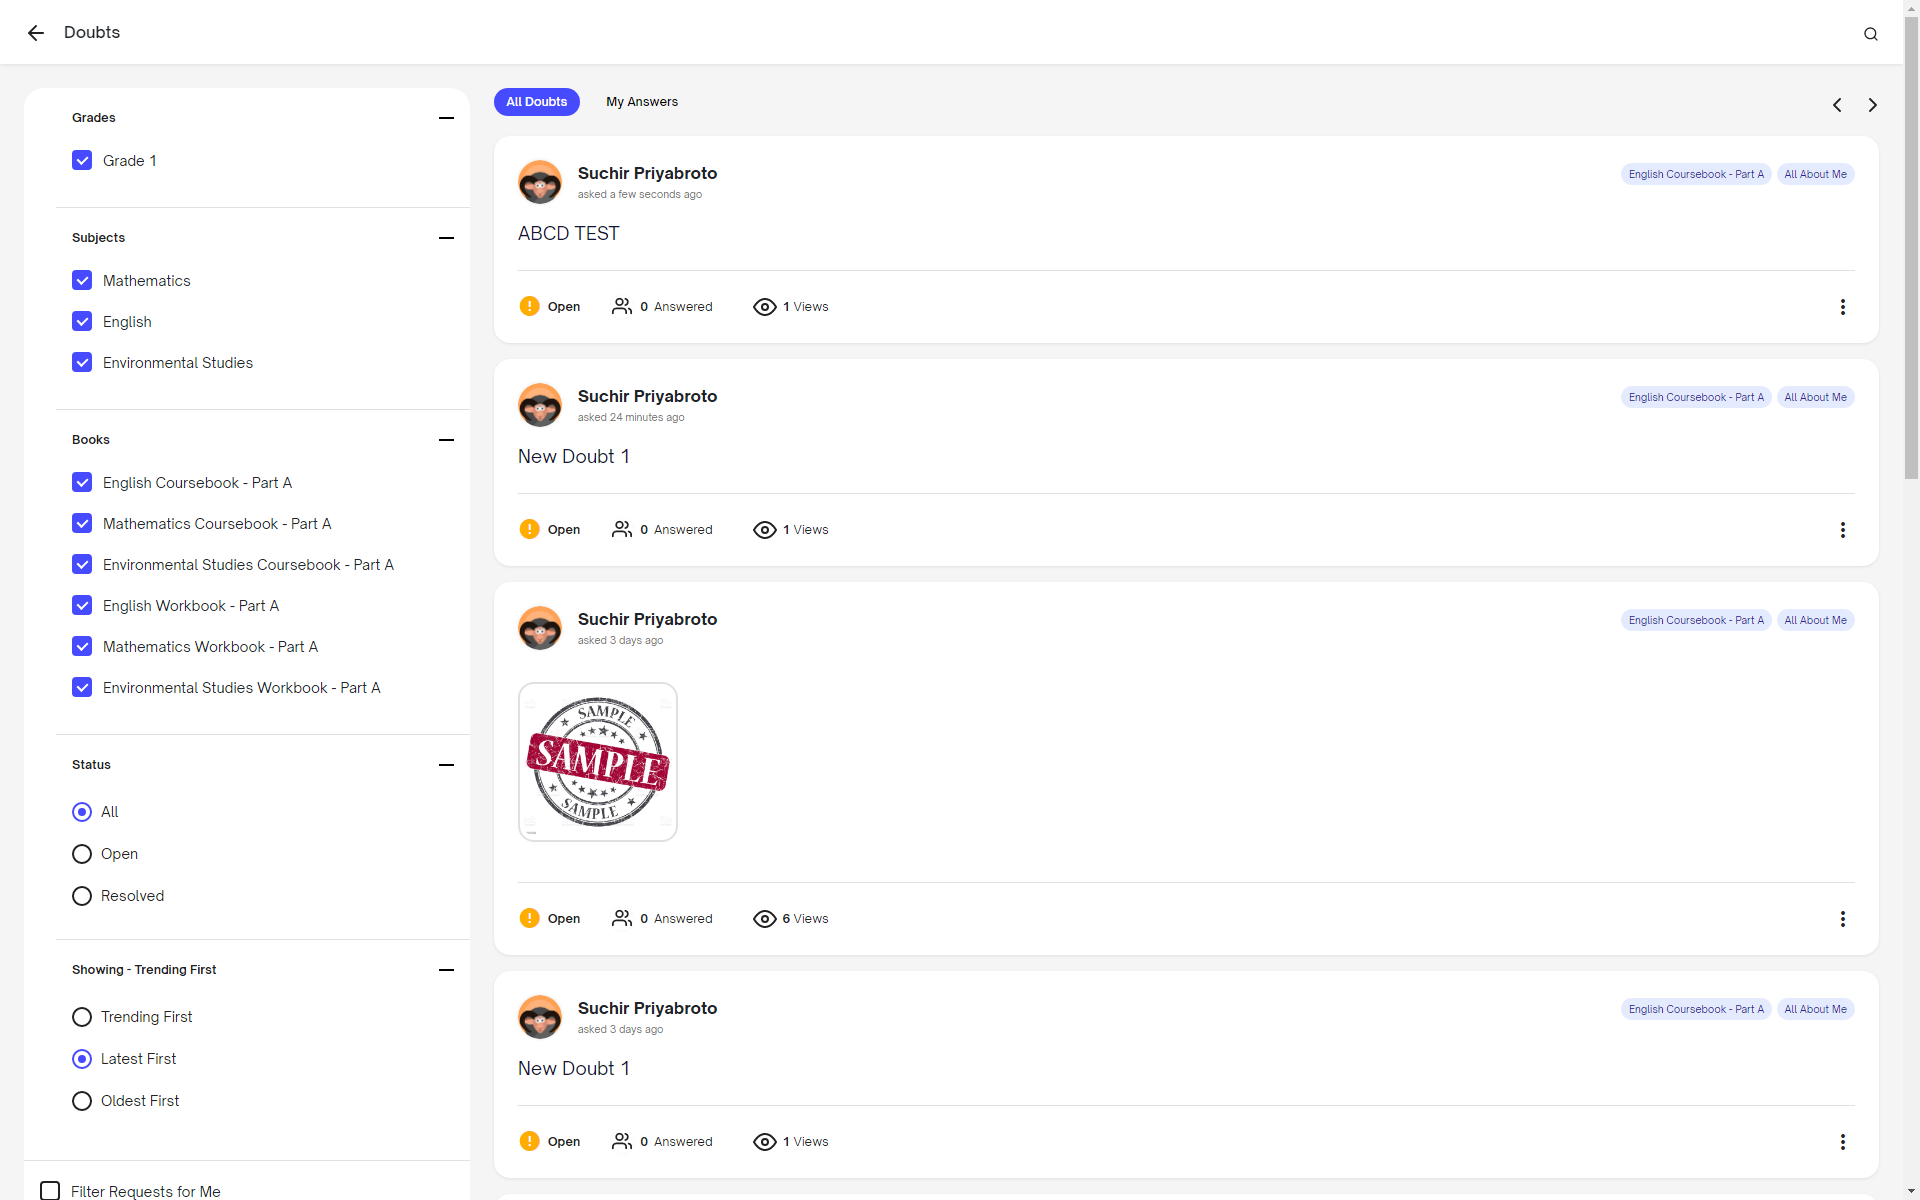 Doubts
Grades
Grade 1
Subjects
Mathematics
English
Environmental Studies
Books
English Coursebook - Part A
Mathematics Coursebook - Part A
Environmental Studies Coursebook - Part A
English Workbook - Part A
Mathematics Workbook - Part A
Environmental Studies Workbook - Part A
Status
All
Open
Resolved
Showing - Trending First
Trending First
Latest First
Oldest First
Filter Requests for Me
All Doubts My Answers
Suchir Priyabroto
asked a few seconds ago
English Coursebook - Part A All About Me
ABCD TEST
Open 0 Answered 1 Views
Suchir Priyabroto
asked 24 minutes ago
English Coursebook - Part A All About Me
New Doubt 1
Open 0 Answered 1 Views
Suchir Priyabroto
asked 3 days ago
English Coursebook - Part A All About Me
SAMPLE
SAMPLE
SAMPLE
Open 0 Answered 6 Views
Suchir Priyabroto
asked 3 days ago
English Coursebook - Part A All About Me
New Doubt 1
Open 0 Answered 1 Views